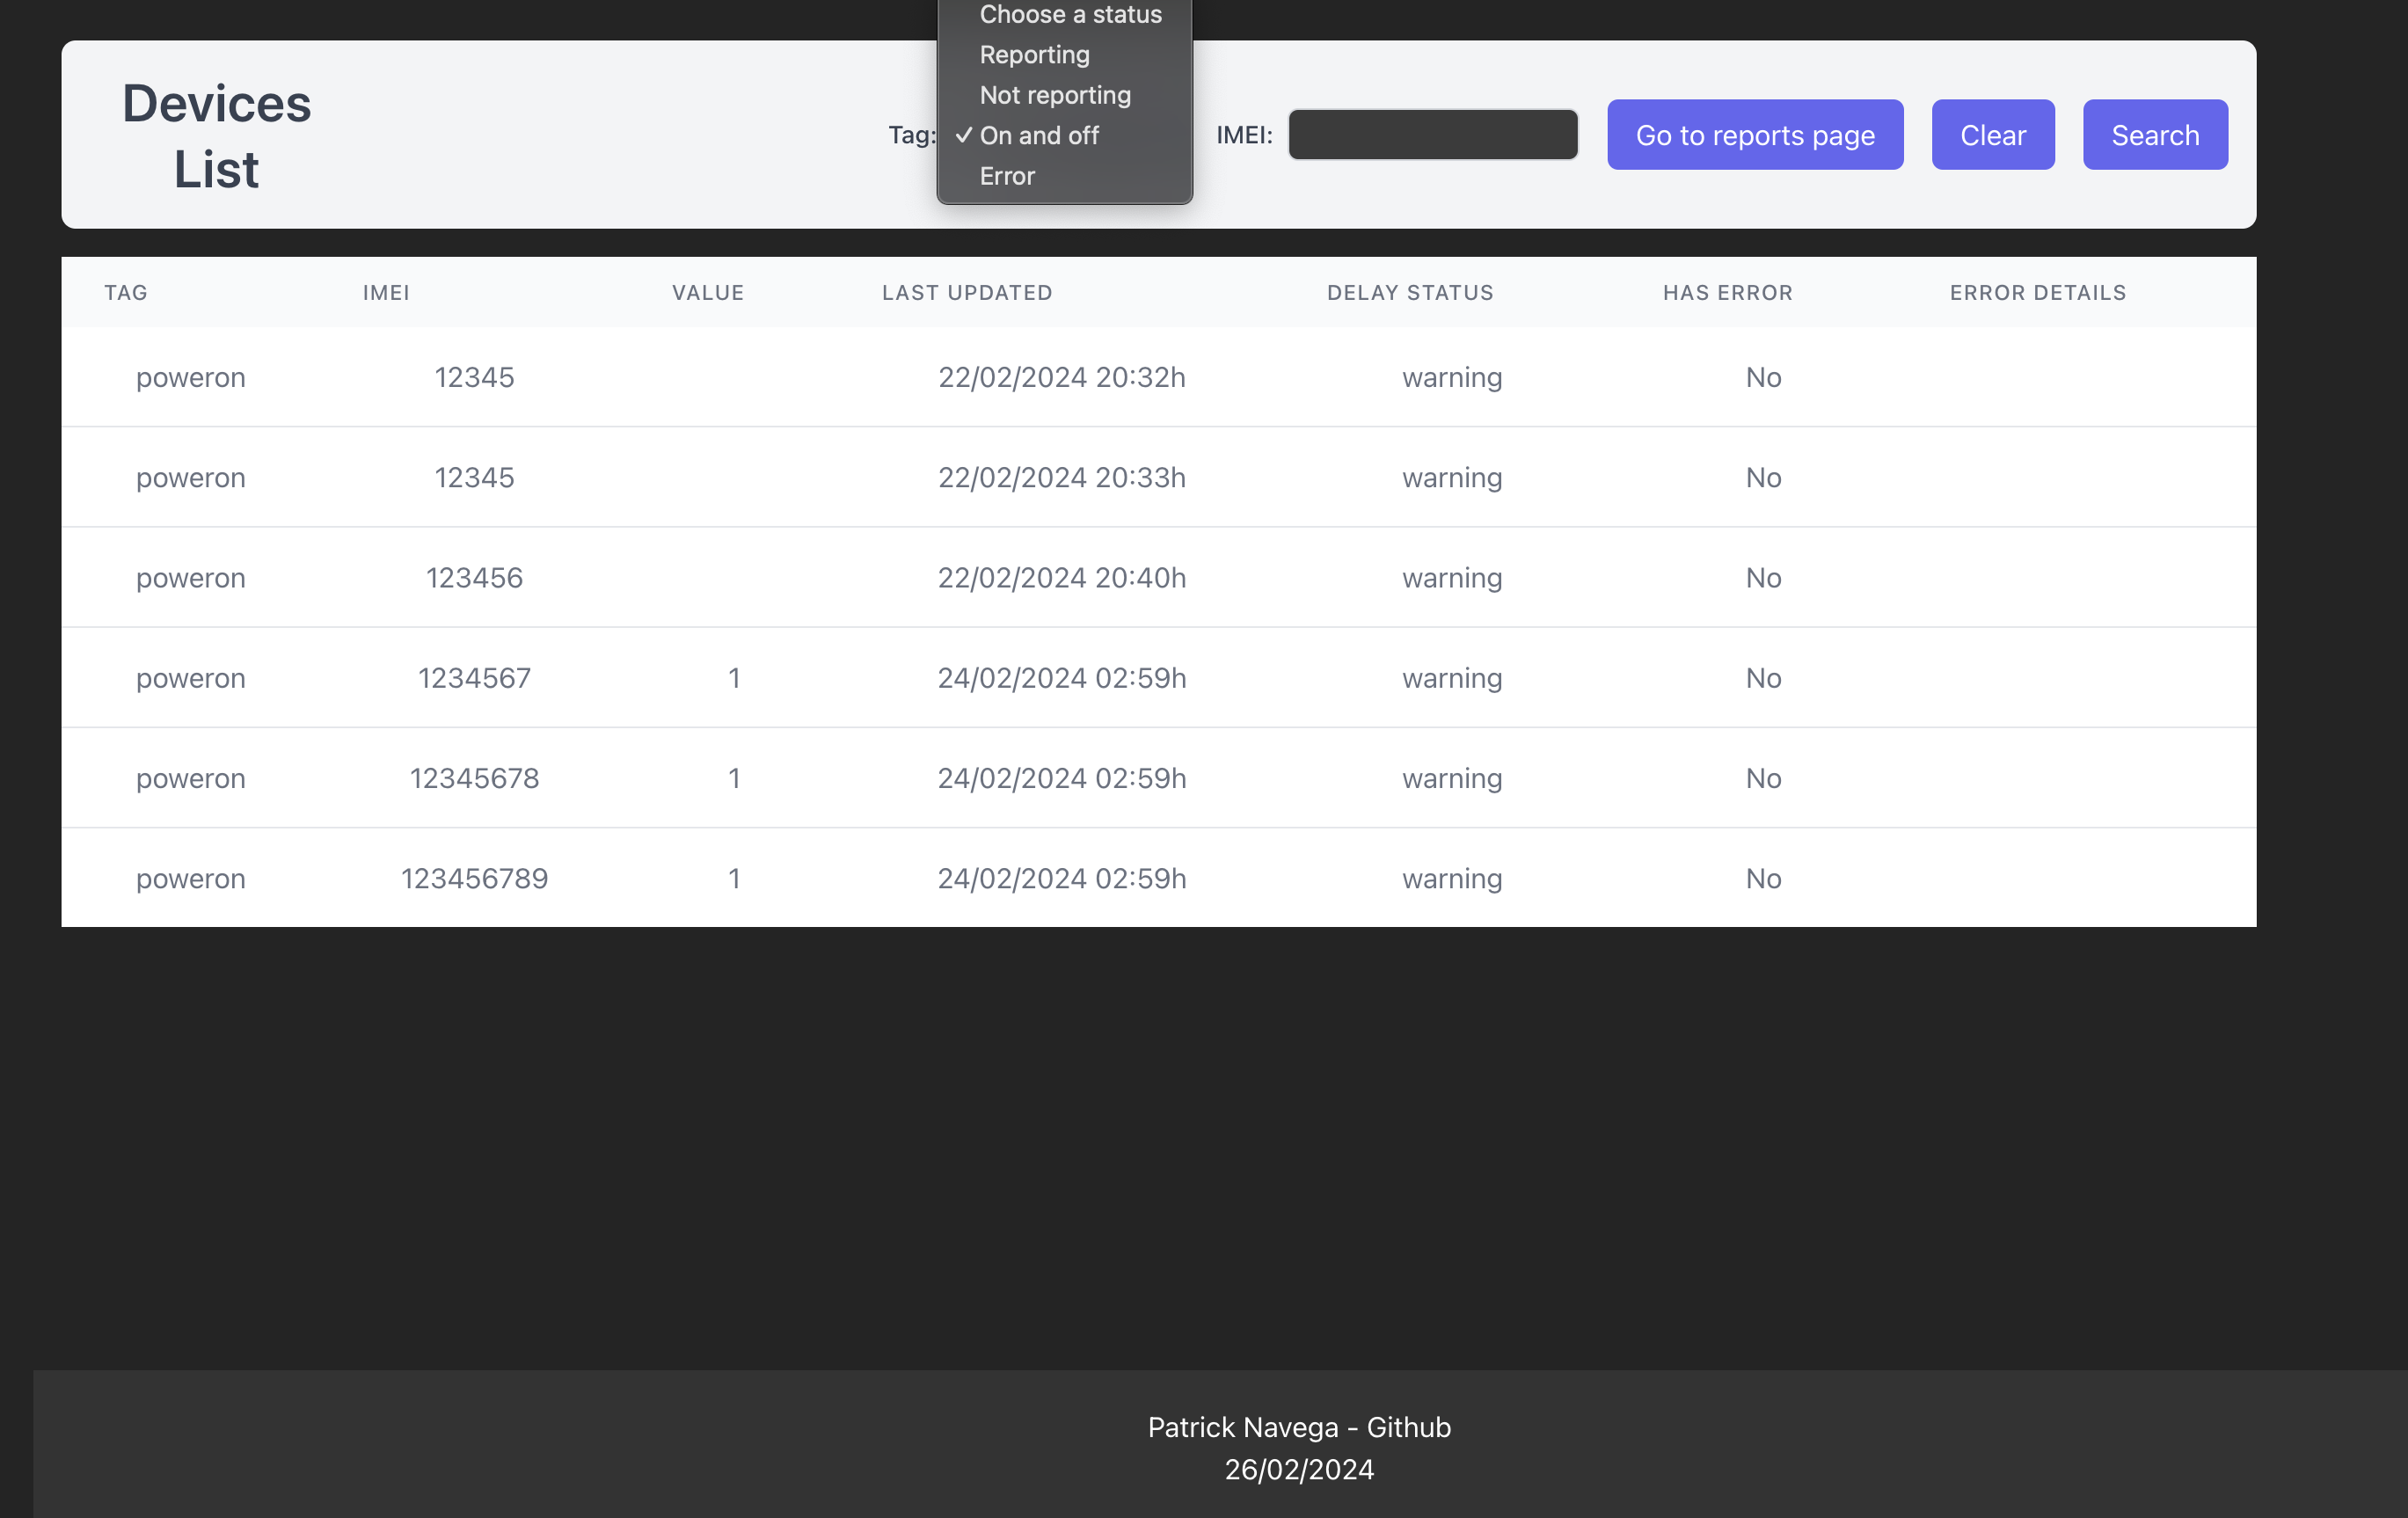 Choose a status
Reporting
Not reporting
✓ On and off
Error
Devices
List
Tag:
IMEI:
Go to reports page
Clear
Search
TAG IMEI VALUE LAST UPDATED DELAY STATUS HAS ERROR ERROR DETAILS
poweron 12345 22/02/2024 20:32h warning No
poweron 12345 22/02/2024 20:33h warning No
poweron 123456 22/02/2024 20:40h warning No
poweron 1234567 1 24/02/2024 02:59h warning No
poweron 12345678 1 24/02/2024 02:59h warning No
poweron 123456789 1 24/02/2024 02:59h warning No
Patrick Navega - Github
26/02/2024